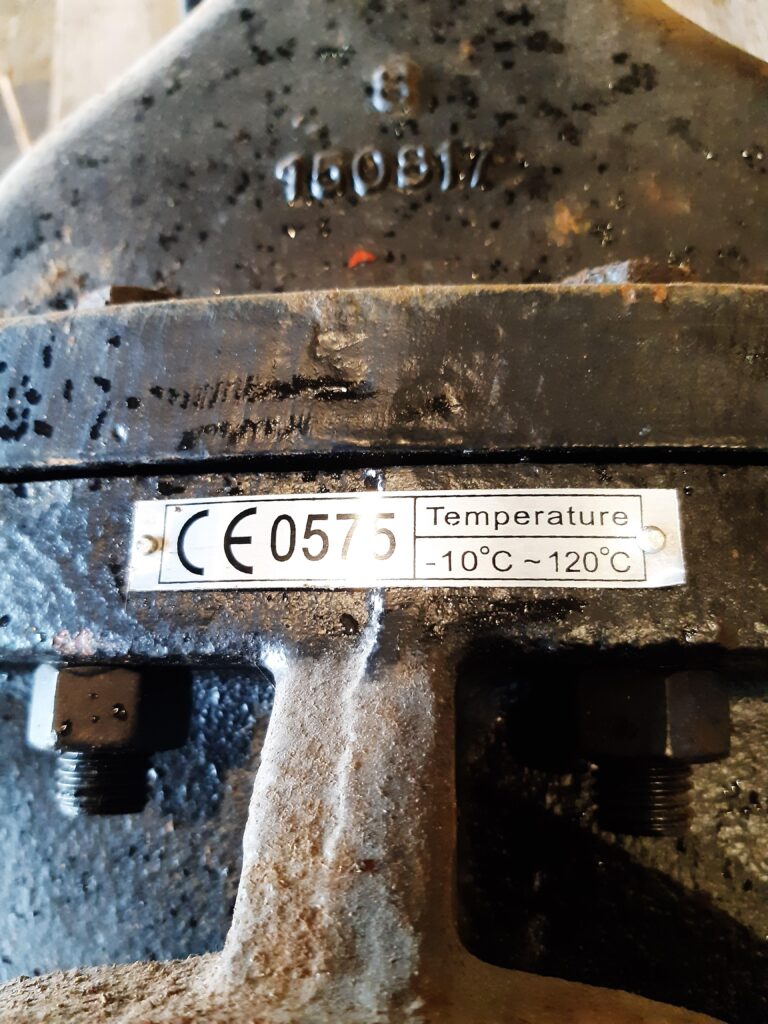 8
150817
CE 0575
Temperature
-10°C ~ 120°C